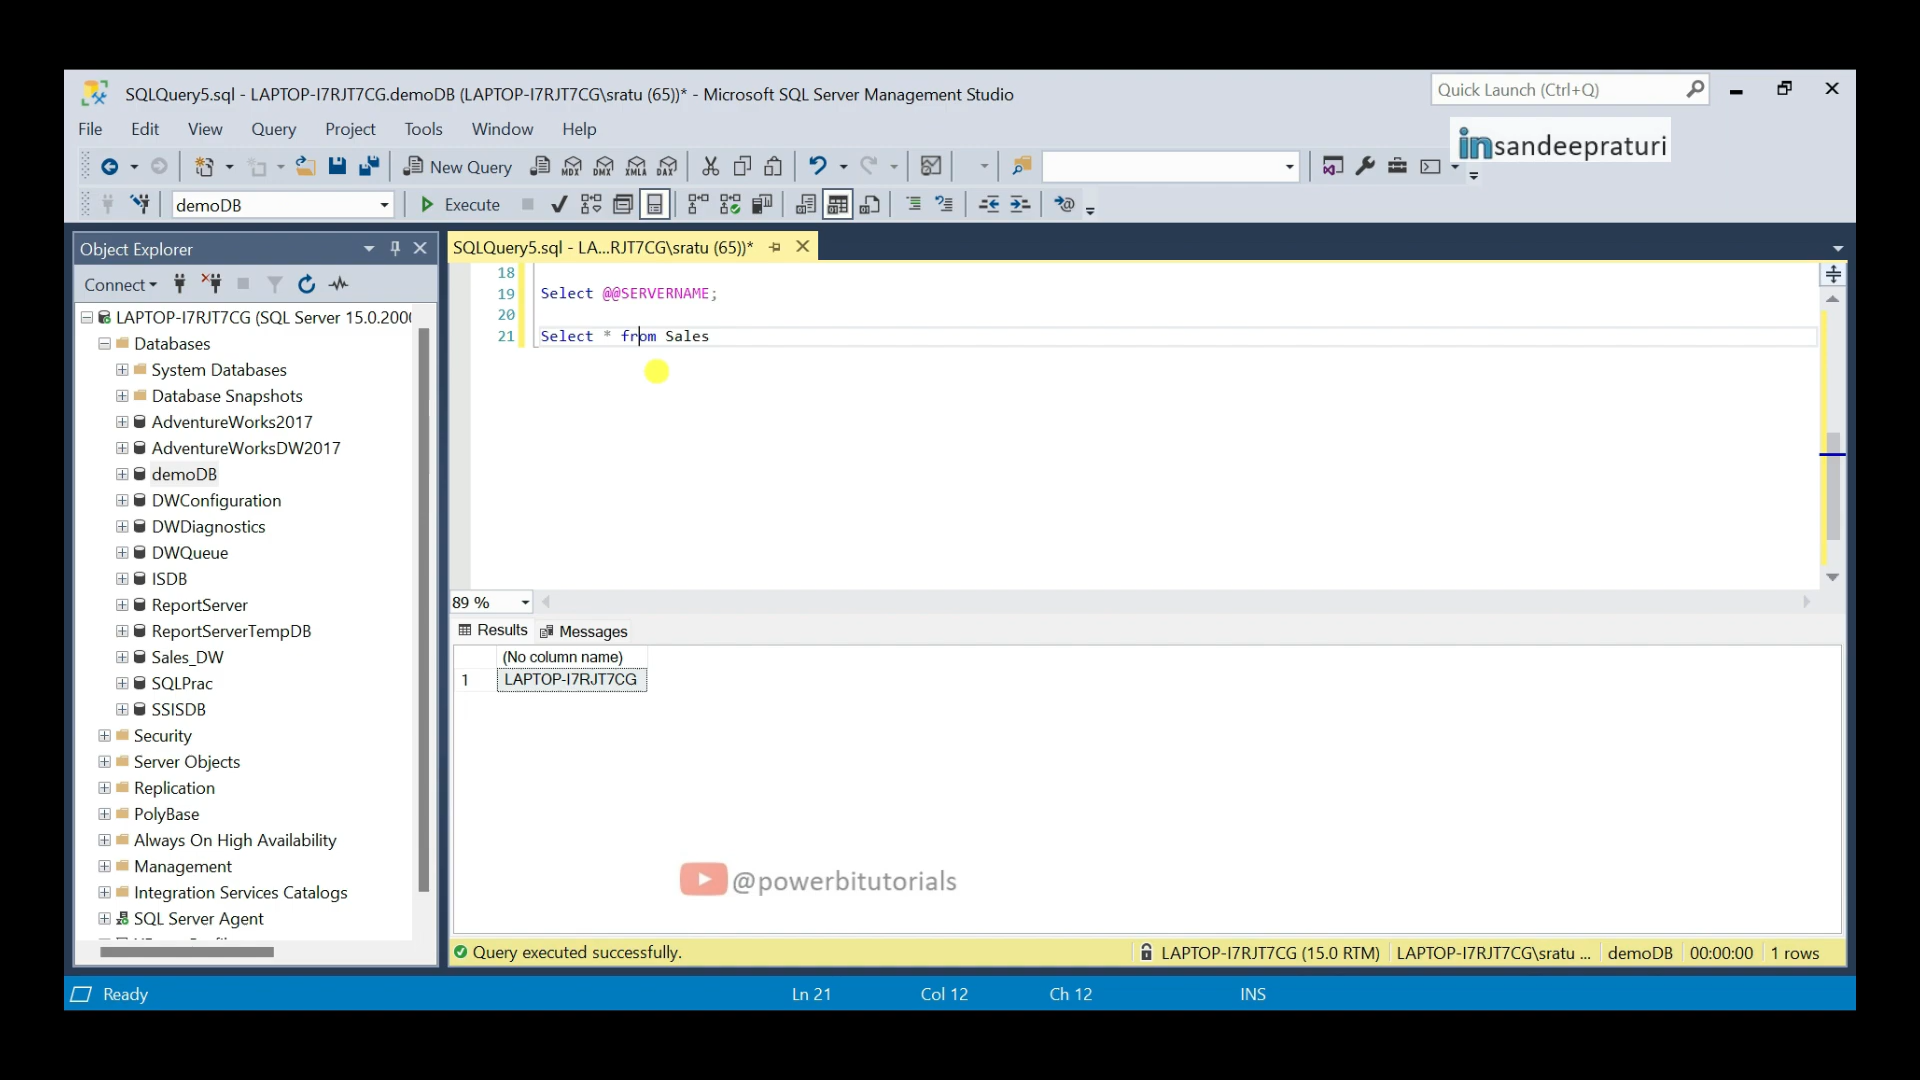 SQLQuery5.sql - LAPTOP-I7RJT7CG.demoDB (LAPTOP-I7RJT7CG\sratu (65))* - Microsoft SQL Server Management Studio
Quick Launch (Ctrl+Q)
File Edit View Query Project Tools Window Help
insandeepraturi
New Query MDX DMX XMLA DAX
demoDB Execute
Object Explorer
SQLQuery5.sql - LA...RJT7CG\sratu (65))*
Connect
LAPTOP-I7RJT7CG (SQL Server 15.0.2000
Databases
System Databases
Database Snapshots
AdventureWorks2017
AdventureWorksDW2017
demoDB
DWConfiguration
DWDiagnostics
DWQueue
ISDB
ReportServer
ReportServerTempDB
Sales_DW
SQLPrac
SSISDB
Security
Server Objects
Replication
PolyBase
Always On High Availability
Management
Integration Services Catalogs
SQL Server Agent
18
19 Select @@SERVERNAME;
20
21 Select * from Sales
89 %
Results Messages
(No column name)
1 LAPTOP-I7RJT7CG
@powerbitutorials
Query executed successfully.
LAPTOP-I7RJT7CG (15.0 RTM) LAPTOP-I7RJT7CG\sratu ... demoDB 00:00:00 1 rows
Ready Ln 21 Col 12 Ch 12 INS